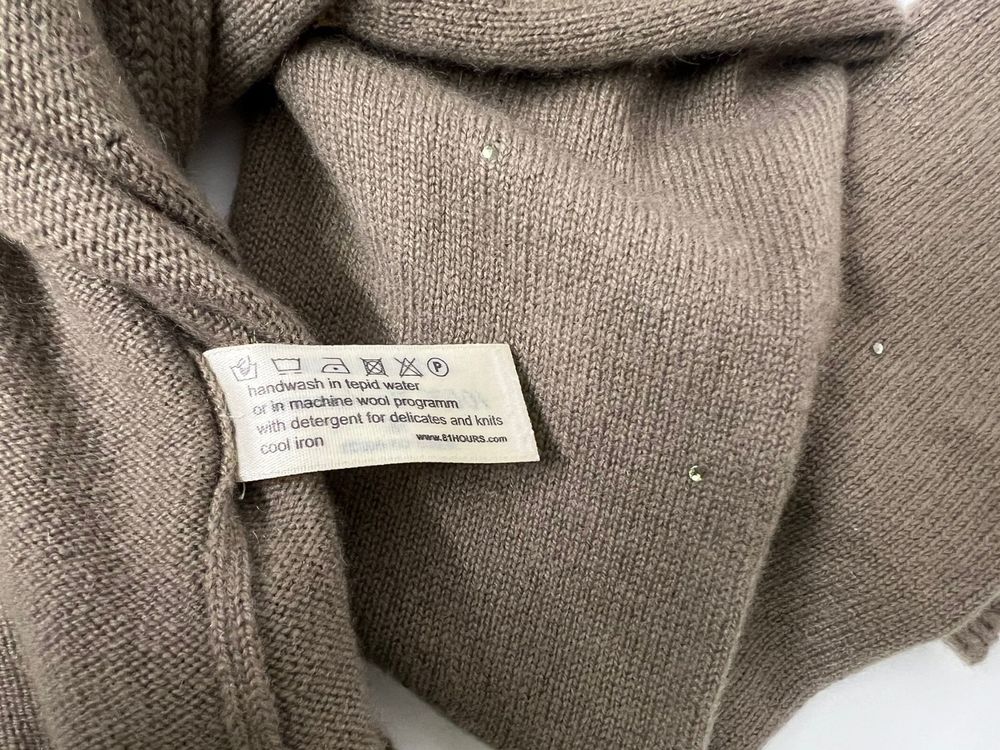 P
handwash in tepid water
or in machine wool programm
with detergent for delicates and knits
cool iron www.81HOURS.com